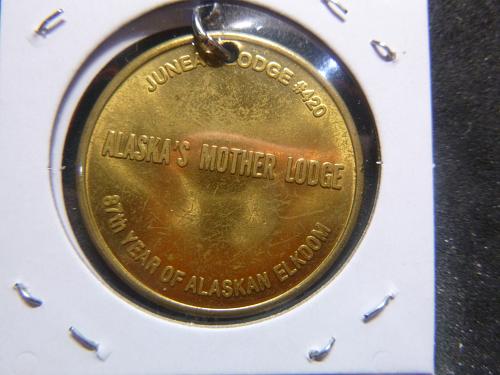 JUNEAU LODGE #420
ALASKA'S MOTHER LODGE
87th YEAR OF ALASKAN ELKDOM